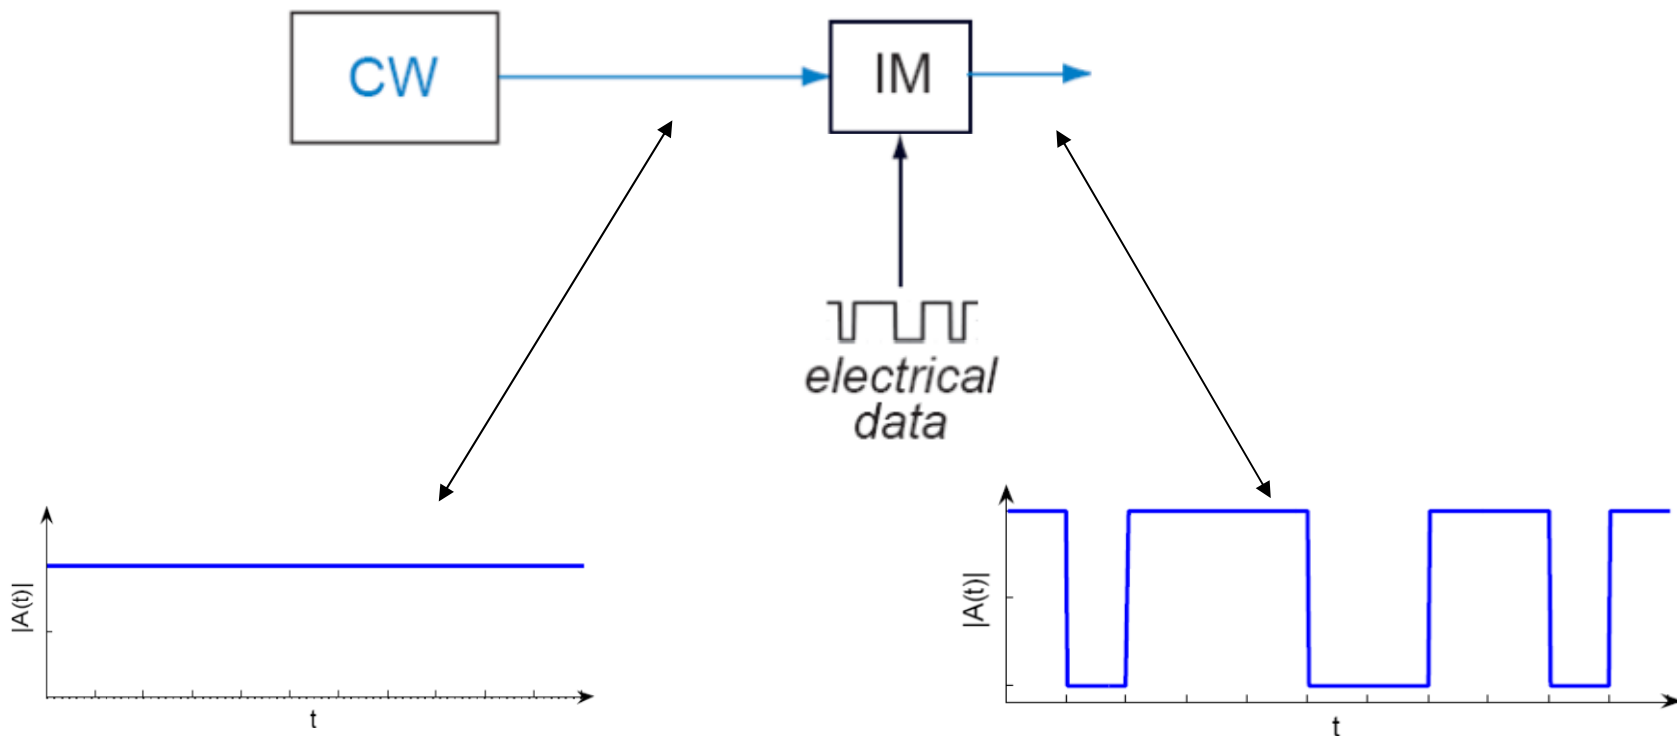 CW
IM
electrical
data
|A(t)|
t
|A(t)|
t